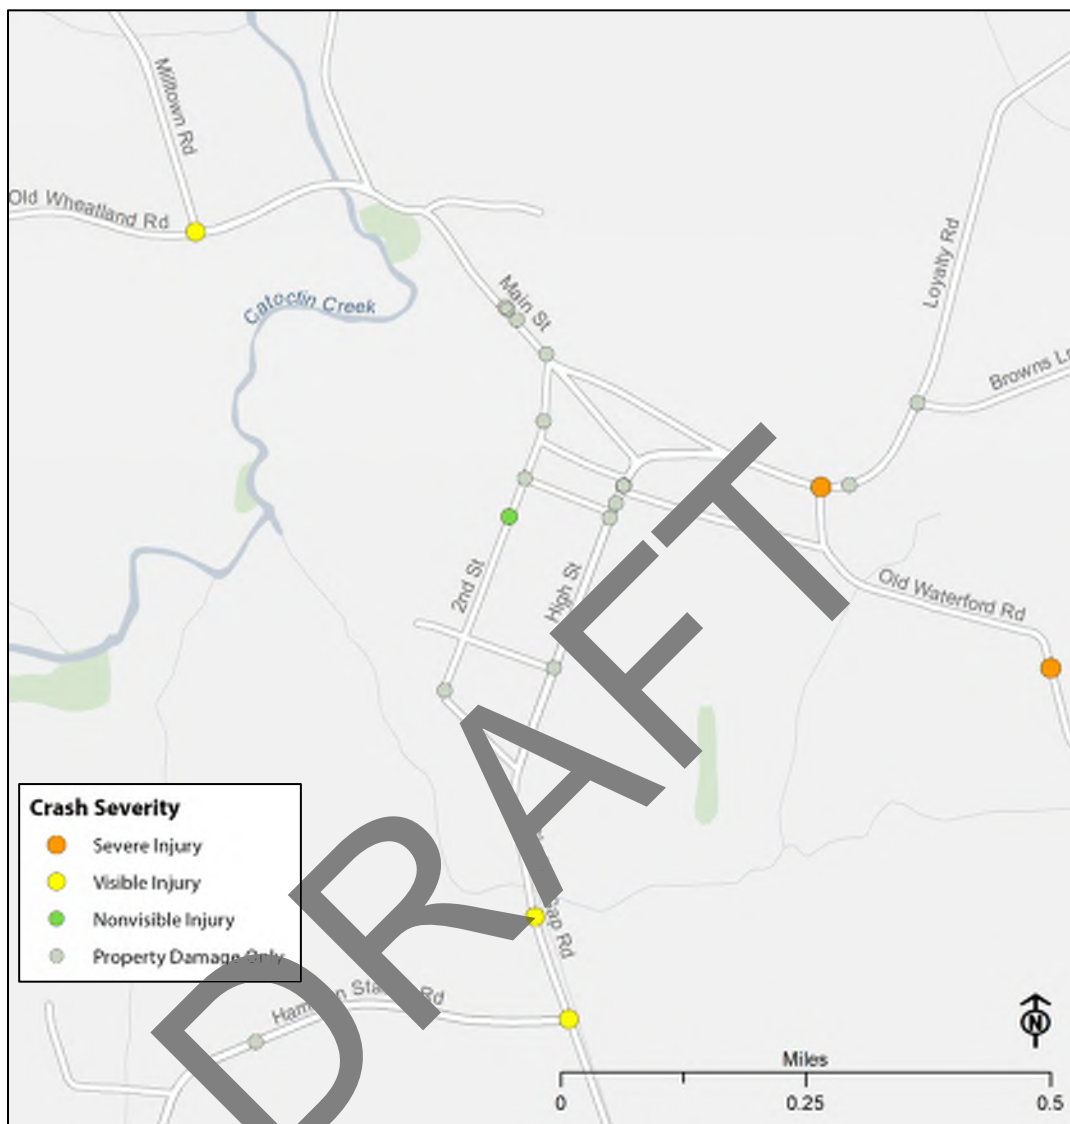 Milltown Rd
Old Wheatland Rd
Catoctin Creek
Main St
Loyalty Rd
Browns Ln
2nd St
High St
Old Waterford Rd
DRAFT
Crash Severity
Severe Injury
Visible Injury
Nonvisible Injury
Property Damage Only
Rd
Rd
N
Miles
0
0.25
0.5